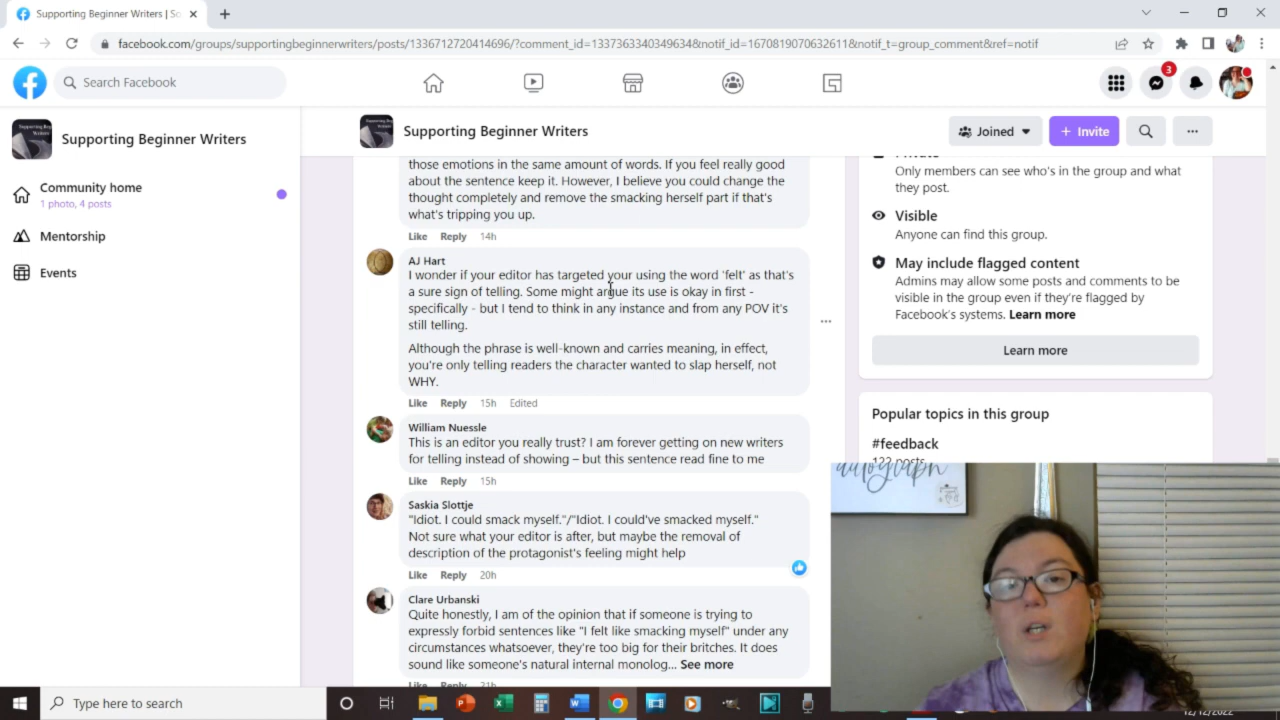 Supporting Beginner Writers | So
facebook.com/groups/supportingbeginnerwriters/posts/1336712720414696/?comment_id=1337363340349634&notif_id=1670819070632611&notif_t=group_comment&ref=notif
Search Facebook
3
Supporting Beginner Writers
Community home
1 photo, 4 posts
Mentorship
Events
Supporting Beginner Writers
Joined
+ Invite
those emotions in the same amount of words. If you feel really good
about the sentence keep it. However, I believe you could change the
thought completely and remove the smacking herself part if that's
what's tripping you up.
Like Reply 14h
AJ Hart
I wonder if your editor has targeted your using the word 'felt' as that's
a sure sign of telling. Some might argue its use is okay in first -
specifically - but I tend to think in any instance and from any POV it's
still telling.
Although the phrase is well-known and carries meaning, in effect,
you're only telling readers the character wanted to slap herself, not
WHY.
Like Reply 15h Edited
William Nuessle
This is an editor you really trust? I am forever getting on new writers
for telling instead of showing – but this sentence read fine to me
Like Reply 15h
Saskia Slottje
"Idiot. I could smack myself."/"Idiot. I could've smacked myself."
Not sure what your editor is after, but maybe the removal of
description of the protagonist's feeling might help
Like Reply 20h
Clare Urbanski
Quite honestly, I am of the opinion that if someone is trying to
expressly forbid sentences like "I felt like smacking myself" under any
circumstances whatsoever, they're too big for their britches. It does
sound like someone's natural internal monolog... See more
Like Reply 21h
Private
Only members can see who's in the group and what
they post.
Visible
Anyone can find this group.
May include flagged content
Admins may allow some posts and comments to be
visible in the group even if they're flagged by
Facebook's systems. Learn more
Learn more
Popular topics in this group
#feedback
122 posts
autograph
Type here to search
12/12/2022